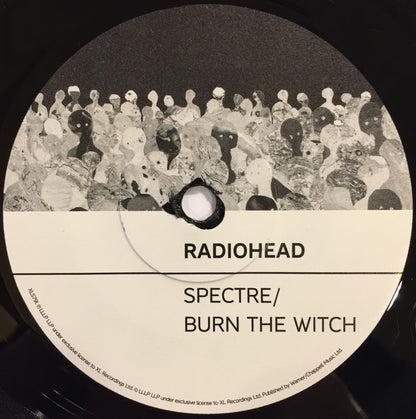 RADIOHEAD
SPECTRE/
BURN THE WITCH
XLS791 ℗ LLLP LLP under exclusive license to XL Recordings Ltd. © LLLP LLP under exclusive license to XL Recordings Ltd. Published by Warner/Chappell Music Ltd.